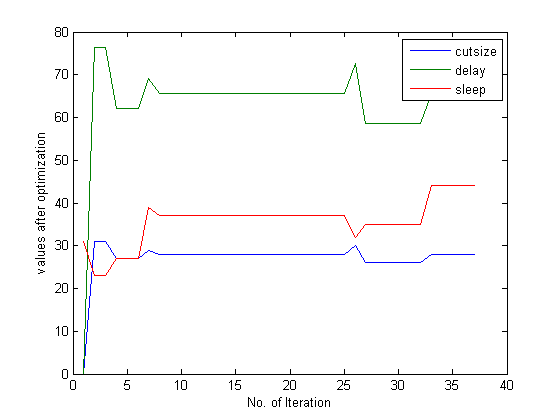 80
70
60
50
40
30
20
10
0
values after optimization
cutsize
delay
sleep
0 5 10 15 20 25 30 35 40
No. of Iteration